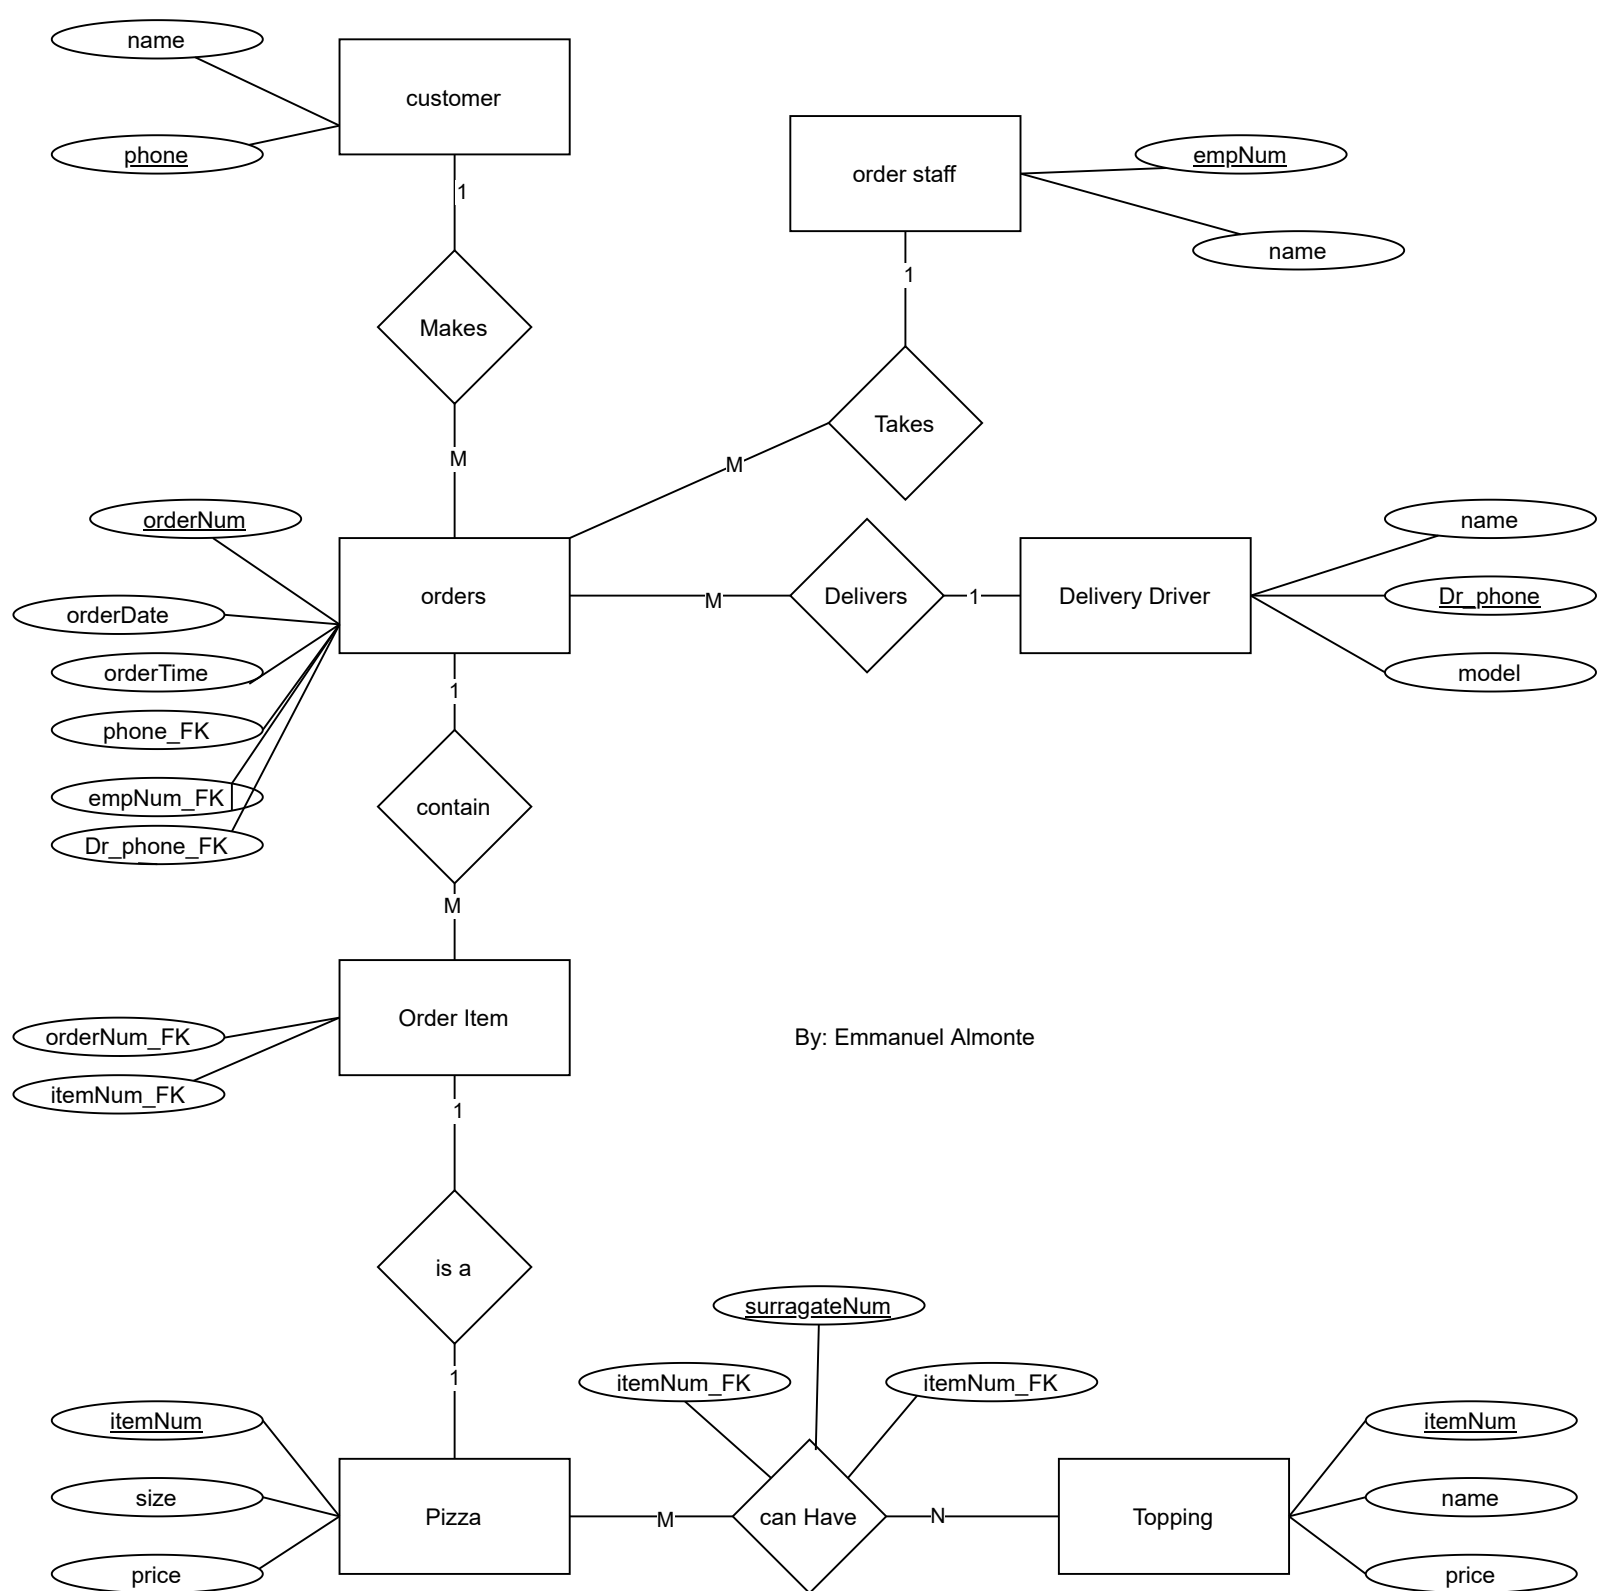 name
customer
phone
1
order staff
empNum
name
1
Makes
Takes
M
M
orderNum
name
orderDate
orders
M
Delivers
1
Delivery Driver
Dr_phone
orderTime
model
1
phone_FK
empNum_FK
contain
Dr_phone_FK
M
Order Item
orderNum_FK
By: Emmanuel Almonte
itemNum_FK
1
is a
surragateNum
1
itemNum_FK
itemNum_FK
itemNum
itemNum
size
name
Pizza
M
can Have
N
Topping
price
price